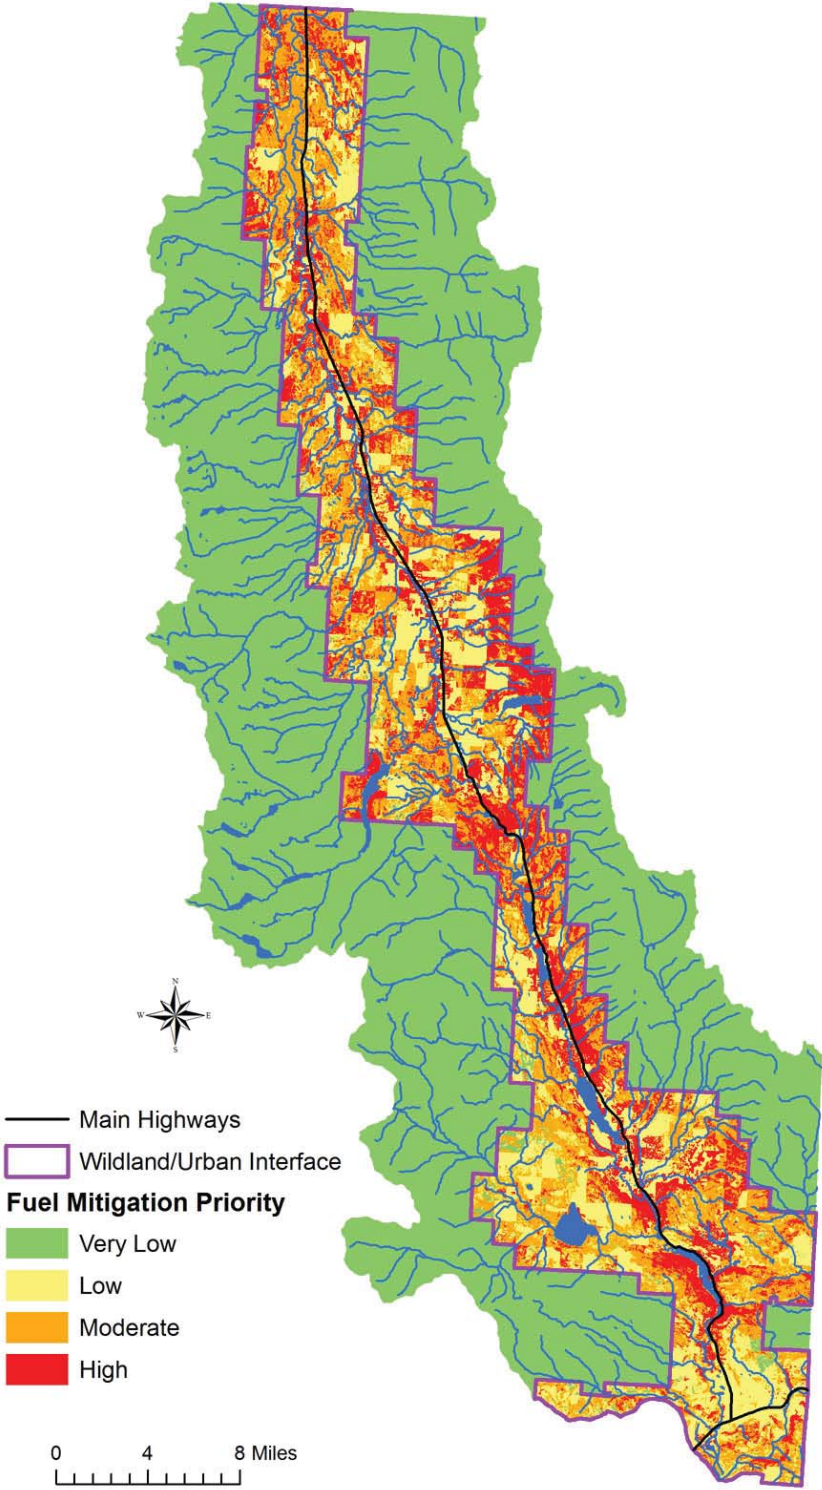 N
W E
S
Main Highways
Wildland/Urban Interface
Fuel Mitigation Priority
Very Low
Low
Moderate
High
0 4 8 Miles